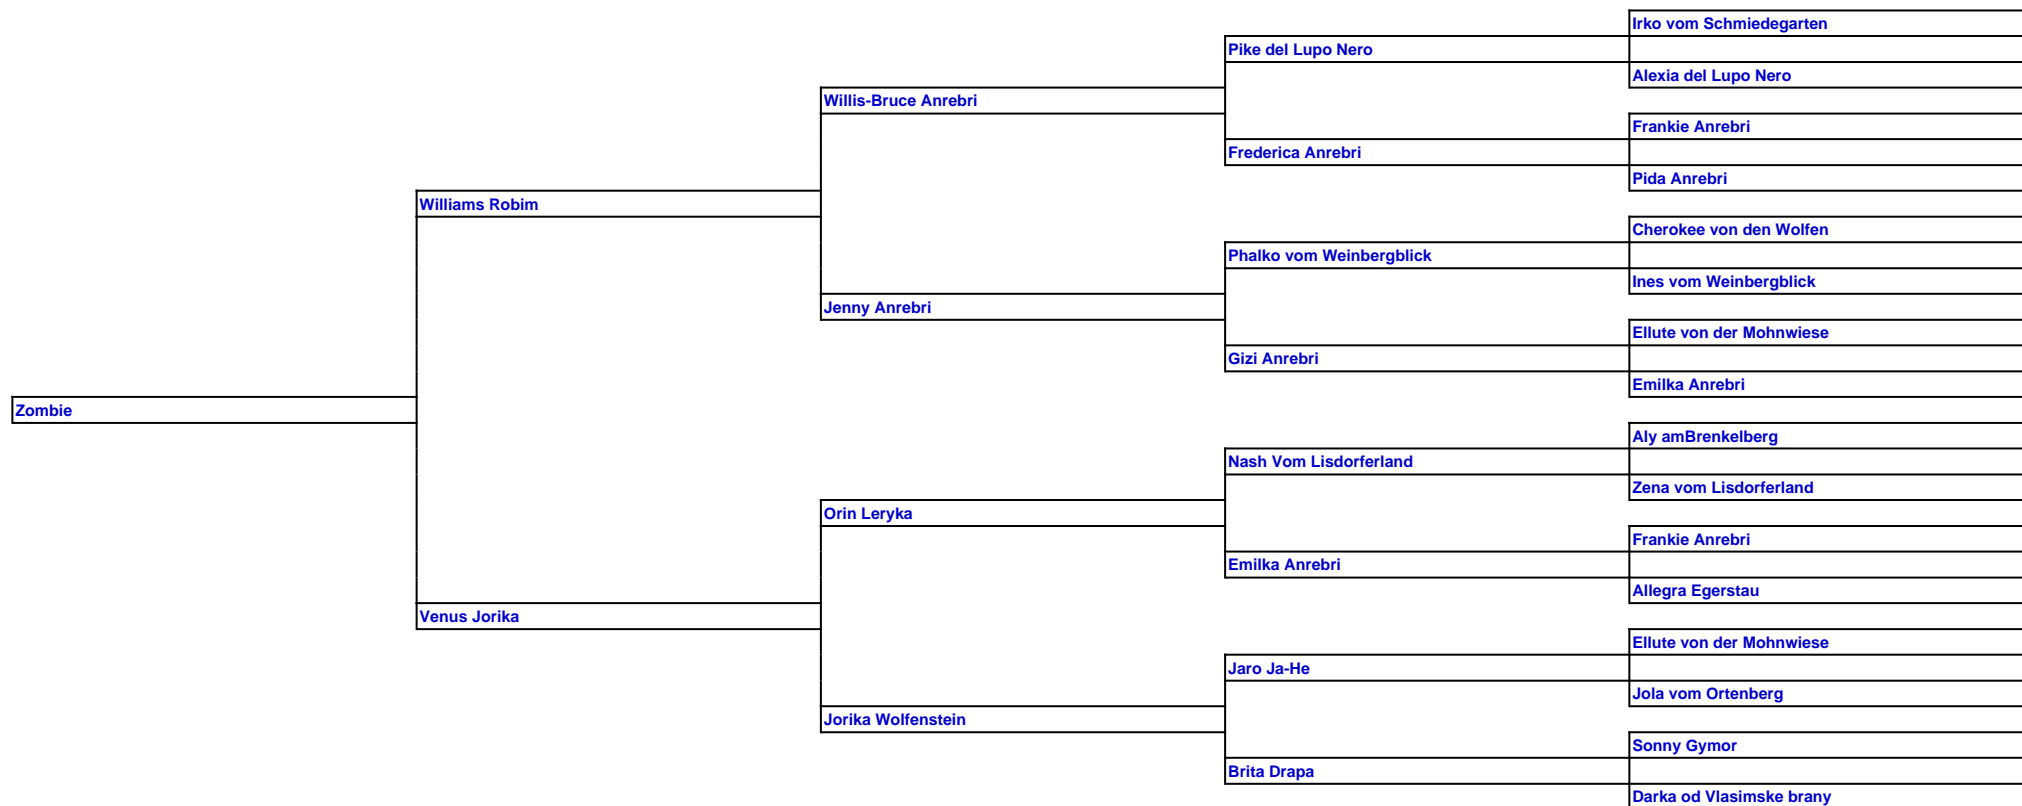 Irko vom Schmiedegarten
Pike del Lupo Nero
Alexia del Lupo Nero
Willis-Bruce Anrebri
Frankie Anrebri
Frederica Anrebri
Pida Anrebri
Williams Robim
Cherokee von den Wolfen
Phalko vom Weinbergblick
Ines vom Weinbergblick
Jenny Anrebri
Ellute von der Mohnwiese
Gizi Anrebri
Emilka Anrebri
Zombie
Aly amBrenkelberg
Nash Vom Lisdorferland
Zena vom Lisdorferland
Orin Leryka
Frankie Anrebri
Emilka Anrebri
Allegra Egerstau
Venus Jorika
Ellute von der Mohnwiese
Jaro Ja-He
Jola vom Ortenberg
Jorika Wolfenstein
Sonny Gymor
Brita Drapa
Darka od Vlasimske brany